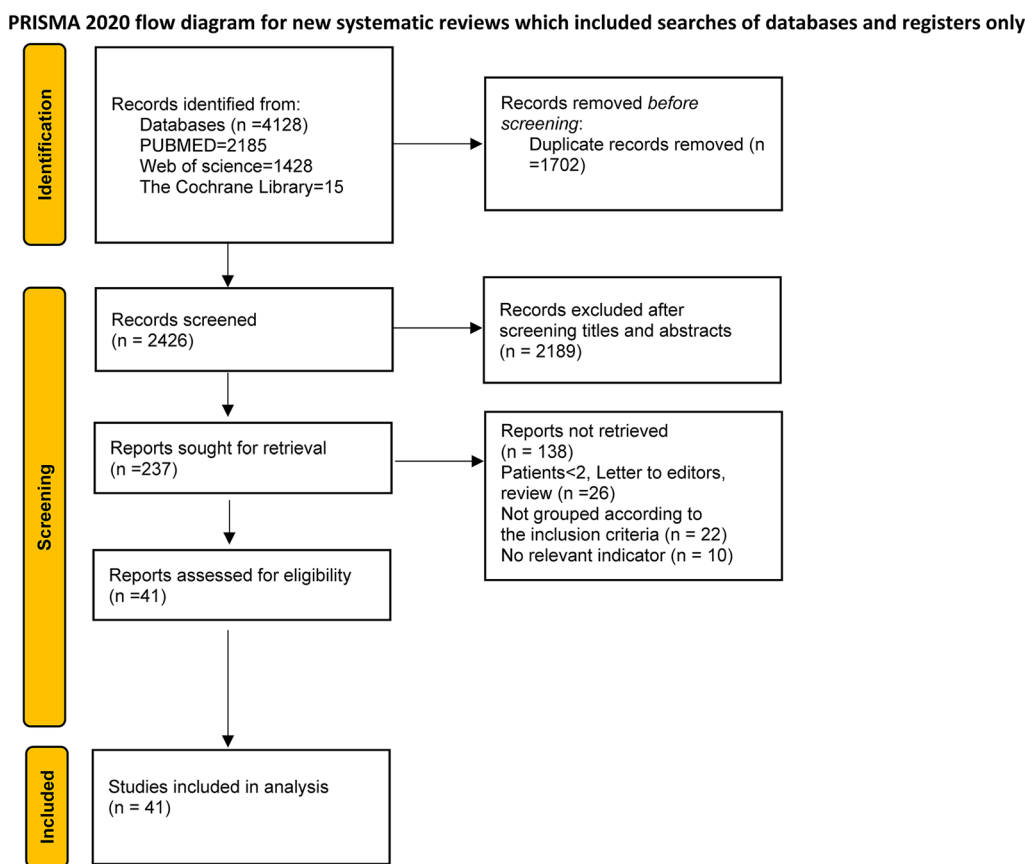 PRISMA 2020 flow diagram for new systematic reviews which included searches of databases and registers only
Identification
Records identified from:
Databases (n =4128)
PUBMED=2185
Web of science=1428
The Cochrane Library=15
Records removed before
screening:
Duplicate records removed (n
=1702)
Screening
Records screened
(n = 2426)
Records excluded after
screening titles and abstracts
(n = 2189)
Reports sought for retrieval
(n =237)
Reports not retrieved
(n = 138)
Patients<2, Letter to editors,
review (n =26)
Not grouped according to
the inclusion criteria (n = 22)
No relevant indicator (n = 10)
Reports assessed for eligibility
(n =41)
Included
Studies included in analysis
(n = 41)